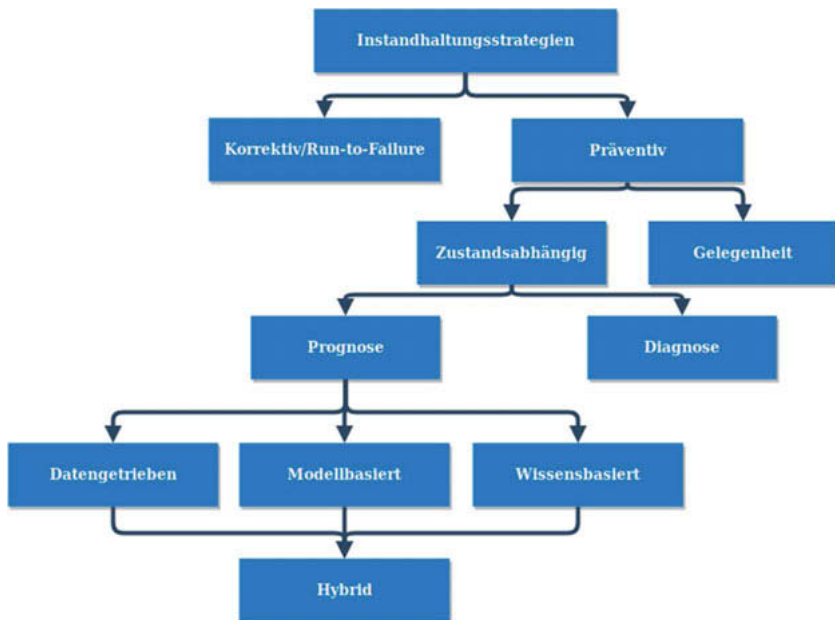 Instandhaltungsstrategien
Korrektiv/Run-to-Failure
Präventiv
Zustandsabhängig
Gelegenheit
Prognose
Diagnose
Datengetrieben
Modellbasiert
Wissensbasiert
Hybrid